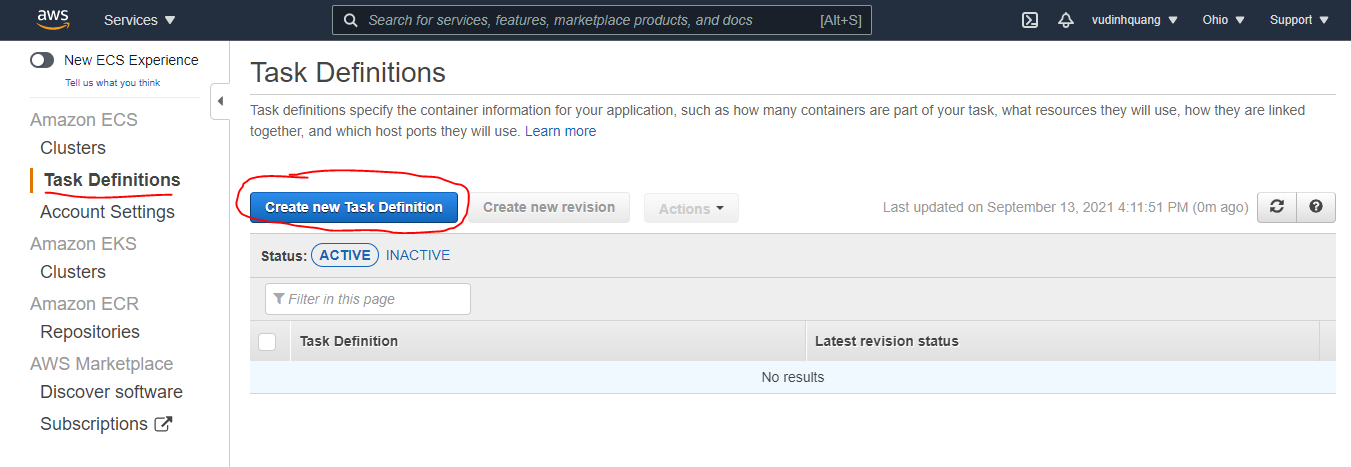 aws Services Search for services, features, marketplace products, and docs [Alt+S] vudinhquang Ohio Support
New ECS Experience
Tell us what you think
Amazon ECS
Clusters
Task Definitions
Account Settings
Amazon EKS
Clusters
Amazon ECR
Repositories
AWS Marketplace
Discover software
Subscriptions
Task Definitions
Task definitions specify the container information for your application, such as how many containers are part of your task, what resources they will use, how they are linked
together, and which host ports they will use. Learn more
Create new Task Definition Create new revision Actions Last updated on September 13, 2021 4:11:51 PM (0m ago)
Status: ACTIVE INACTIVE
Filter in this page
Task Definition Latest revision status
No results